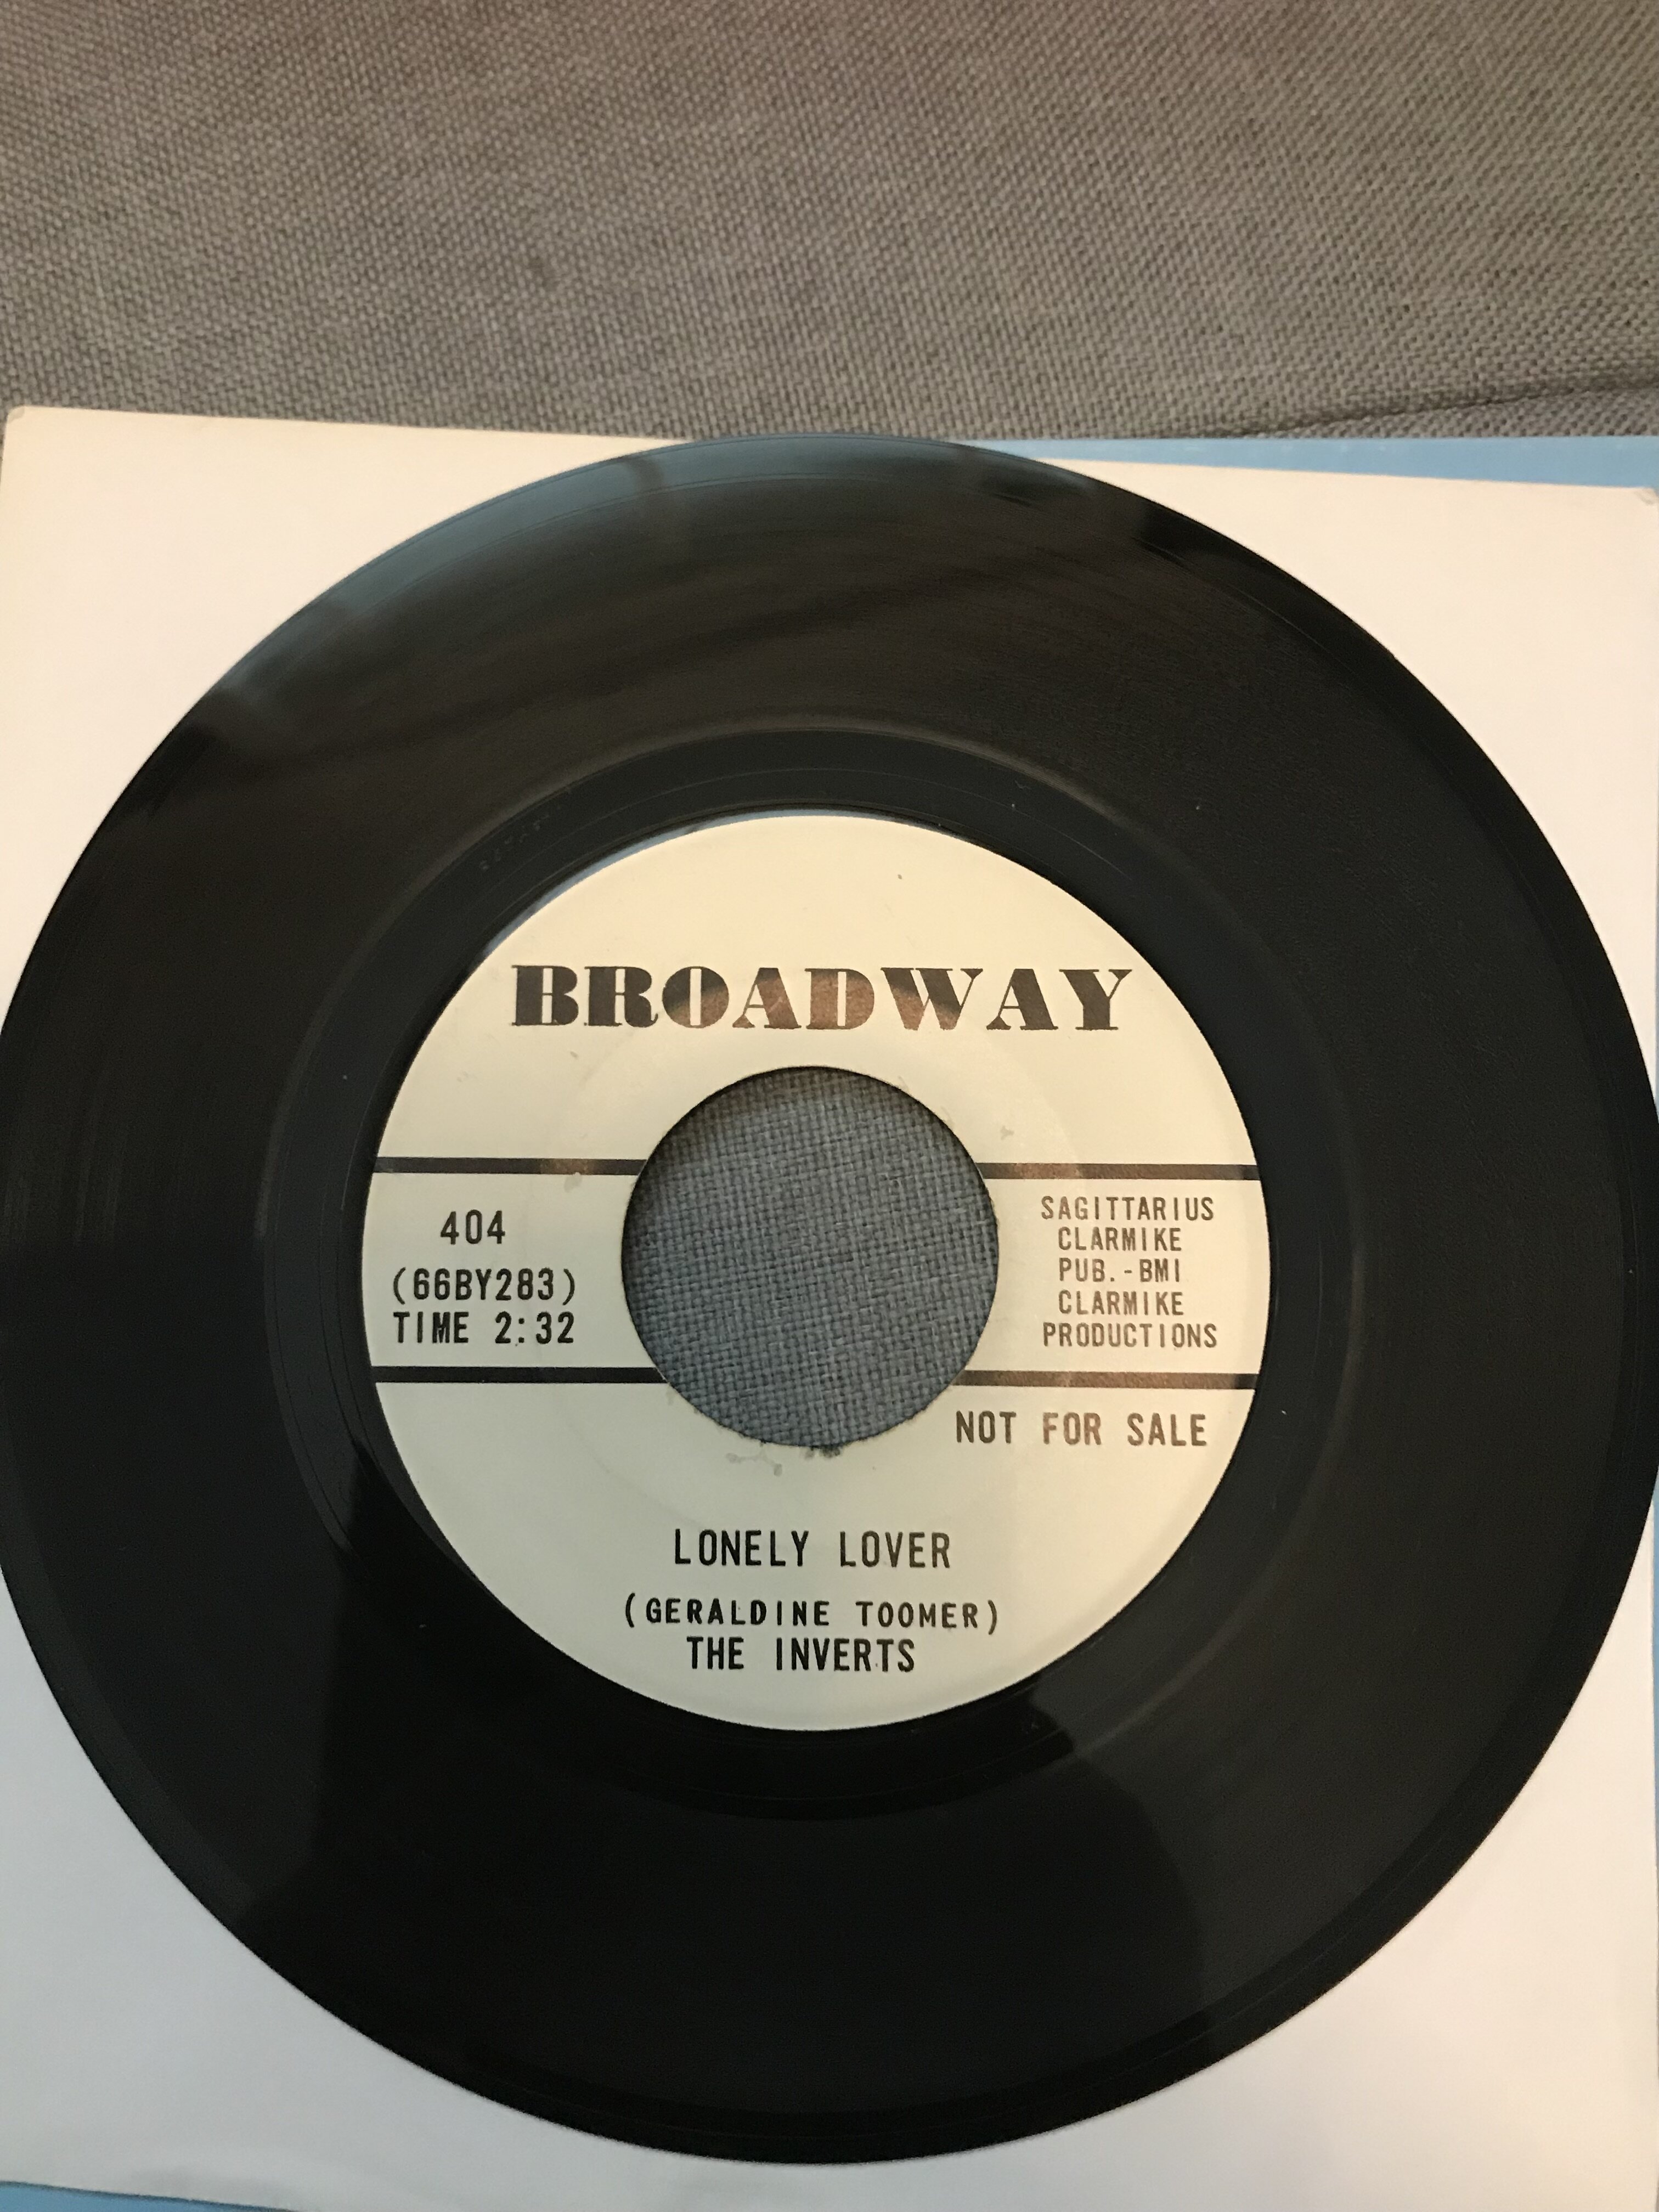 BROADWAY
404
(66BY283)
TIME 2:32
SAGITTARIUS
CLARMIKE
PUB.-BMI
CLARMIKE
PRODUCTIONS
NOT FOR SALE
LONELY LOVER
(GERALDINE TOOMER)
THE INVERTS